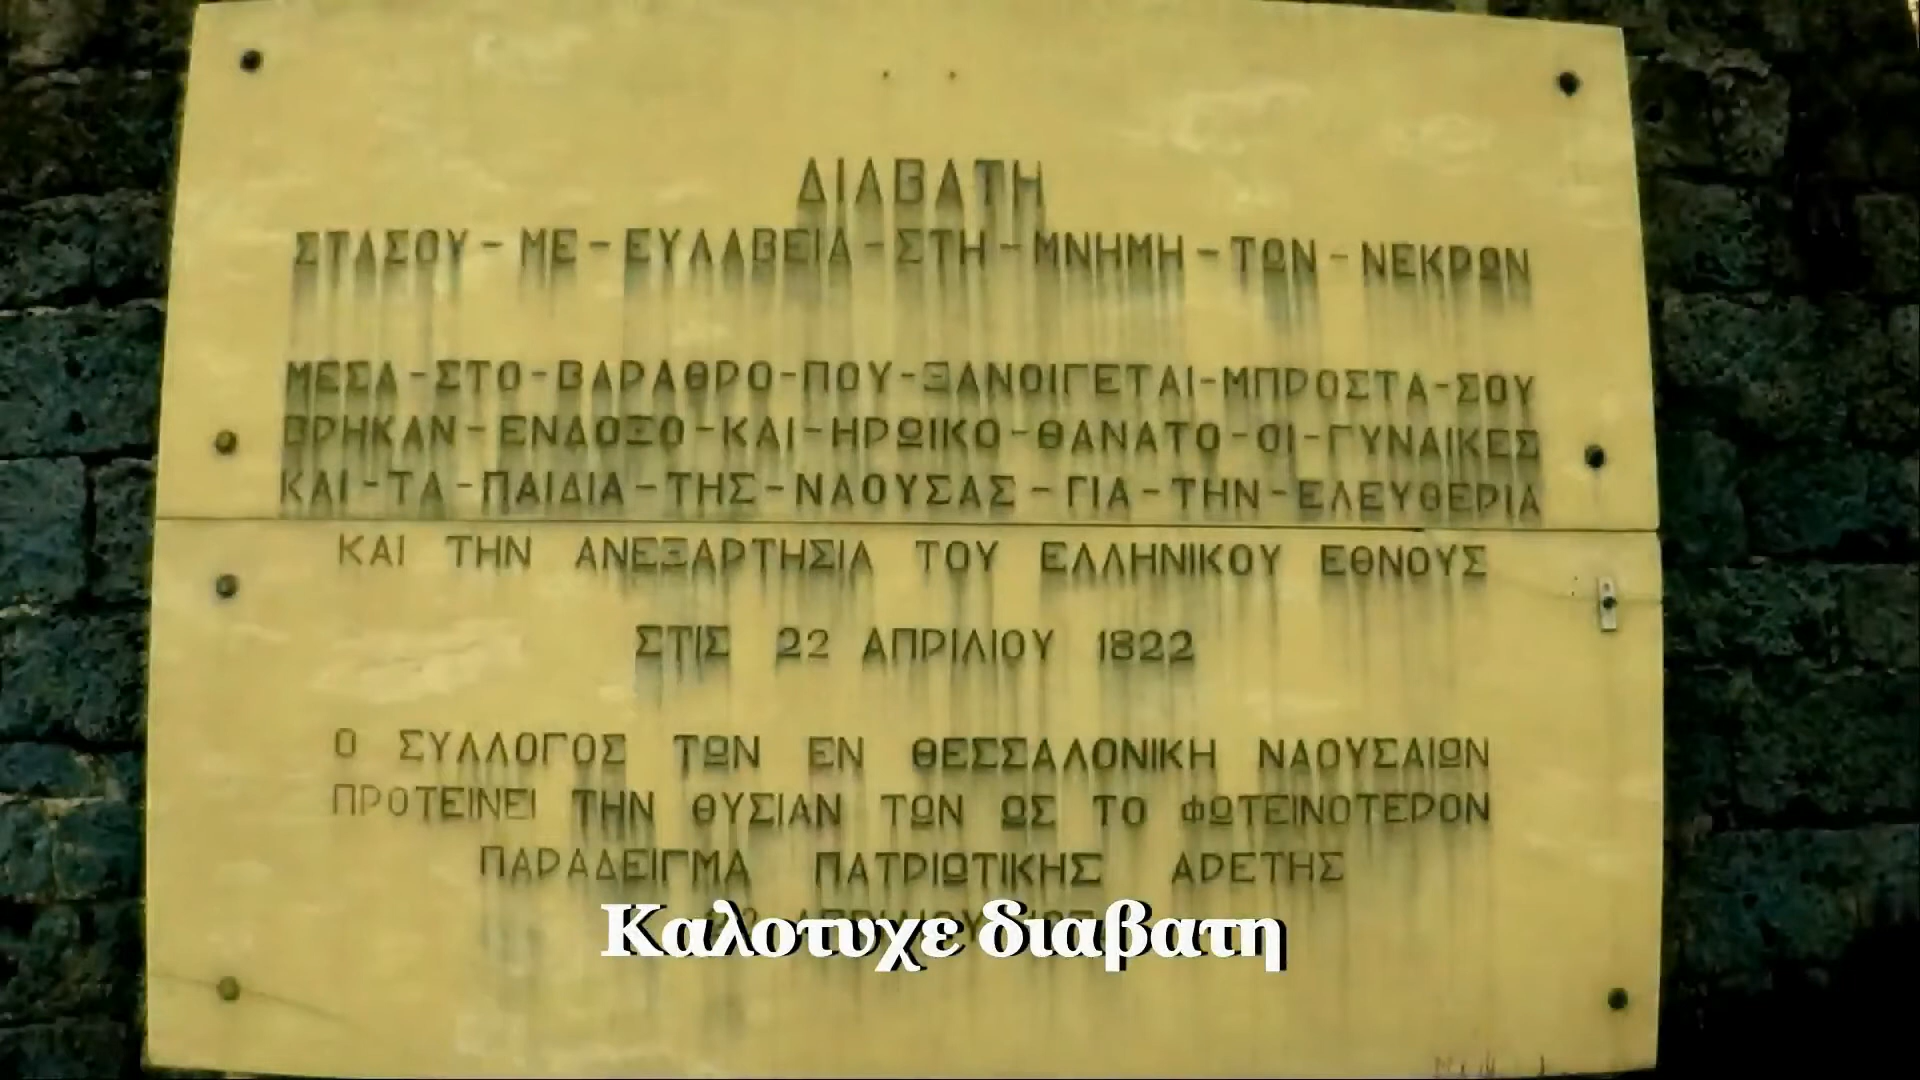 ΔΙΑΒΑΤΗ
ΣΤΑΣΟΥ - ΜΕ - ΕΥΛΑΒΕΙΑ - ΣΤΗ - ΜΝΗΜΗ - ΤΩΝ - ΝΕΚΡΩΝ
ΜΕΣΑ - ΣΤΟ - ΒΑΡΑΘΡΟ - ΠΟΥ - ΞΑΝΟΙΓΕΤΑΙ - ΜΠΡΟΣΤΑ - ΣΟΥ
ΒΡΗΚΑΝ - ΕΝΔΟΞΟ - ΚΑΙ - ΗΡΩΙΚΟ - ΘΑΝΑΤΟ - ΟΙ - ΓΥΝΑΙΚΕΣ
ΚΑΙ - ΤΑ - ΠΑΙΔΙΑ - ΤΗΣ - ΝΑΟΥΣΑΣ - ΓΙΑ - ΤΗΝ - ΕΛΕΥΘΕΡΙΑ
ΚΑΙ ΤΗΝ ΑΝΕΞΑΡΤΗΣΙΑ ΤΟΥ ΕΛΛΗΝΙΚΟΥ ΕΘΝΟΥΣ
ΣΤΙΣ 22 ΑΠΡΙΛΙΟΥ 1822
Ο ΣΥΛΛΟΓΟΣ ΤΩΝ ΕΝ ΘΕΣΣΑΛΟΝΙΚΗ ΝΑΟΥΣΑΙΩΝ
ΠΡΟΤΕΙΝΕΙ ΤΗΝ ΘΥΣΙΑΝ ΤΩΝ ΩΣ ΤΟ ΦΩΤΕΙΝΟΤΕΡΟΝ
ΠΑΡΑΔΕΙΓΜΑ ΠΑΤΡΙΩΤΙΚΗΣ ΑΡΕΤΗΣ
Καλοτυχε διαβατη